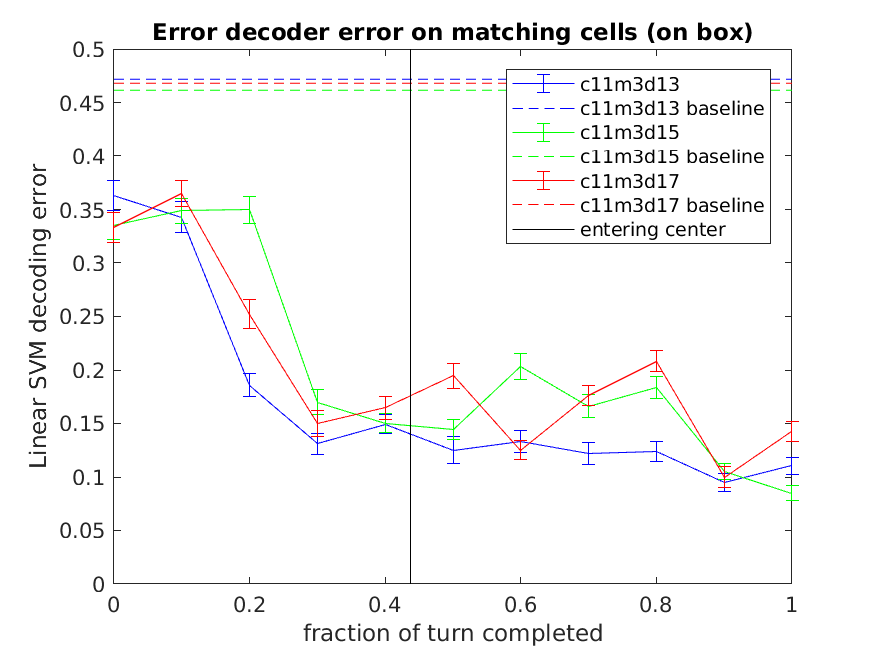 Error decoder error on matching cells (on box)
Linear SVM decoding error
0.5
0.45
0.4
0.35
0.3
0.25
0.2
0.15
0.1
0.05
0
c11m3d13
c11m3d13 baseline
c11m3d15
c11m3d15 baseline
c11m3d17
c11m3d17 baseline
entering center
0
0.2
0.4
0.6
0.8
1
fraction of turn completed